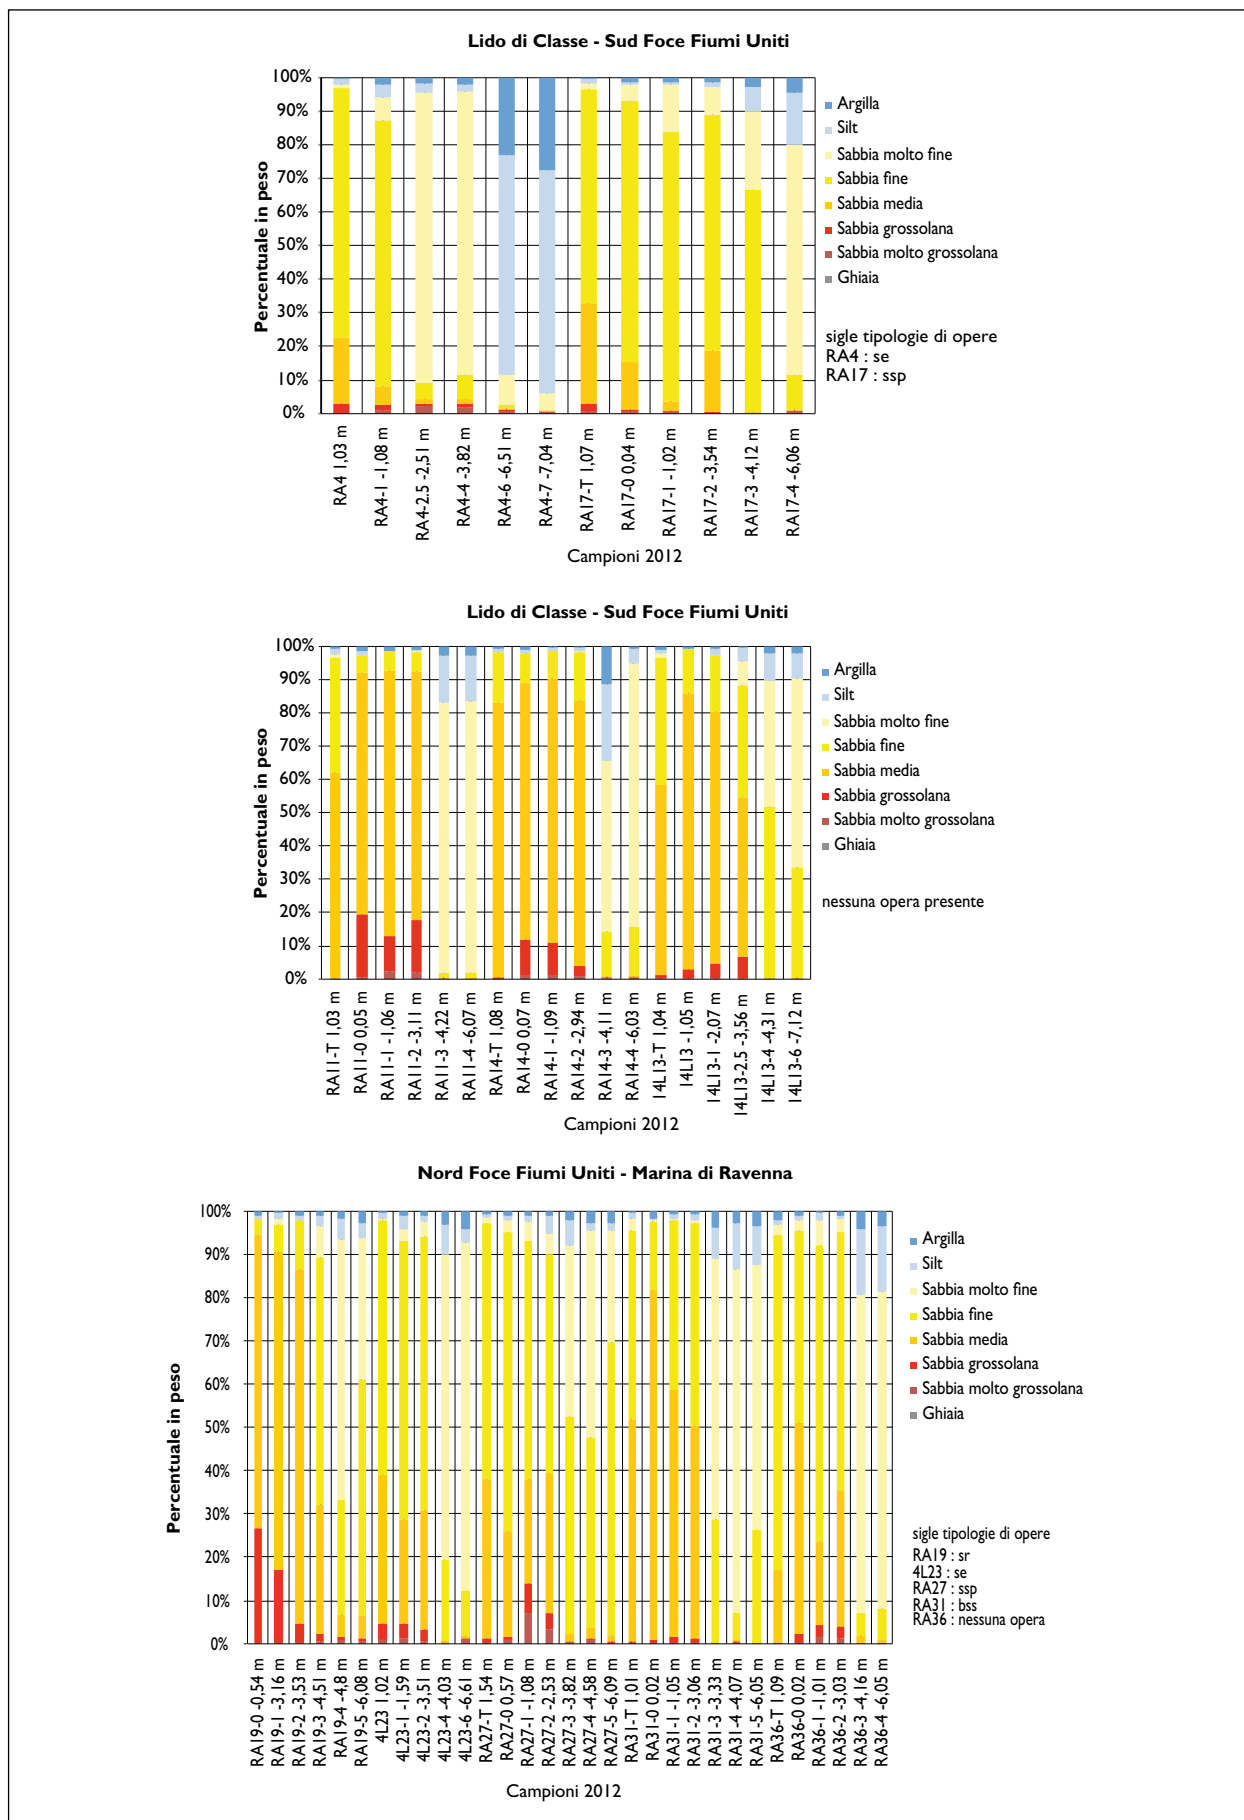 Lido di Classe - Sud Foce Fiumi Uniti
Percentuale in peso
100%
90%
80%
70%
60%
50%
40%
30%
20%
10%
0%
RA4 1,03 m
RA4-1 -1,08 m
RA4-2.5 -2,51 m
RA4-4 -3,82 m
RA4-6 -6,51 m
RA4-7 -7,04 m
RA17-T 1,07 m
RA17-0 0,04 m
RA17-1 -1,02 m
RA17-2 -3,54 m
RA17-3 -4,12 m
RA17-4 -6,06 m
Campioni 2012
Argilla
Silt
Sabbia molto fine
Sabbia fine
Sabbia media
Sabbia grossolana
Sabbia molto grossolana
Ghiaia
sigle tipologie di opere
RA4 : se
RA17 : ssp
Lido di Classe - Sud Foce Fiumi Uniti
Percentuale in peso
100%
90%
80%
70%
60%
50%
40%
30%
20%
10%
0%
RA11-T 1,03 m
RA11-0 0,05 m
RA11-1 -1,06 m
RA11-2 -3,11 m
RA11-3 -4,22 m
RA11-4 -6,07 m
RA14-T 1,08 m
RA14-0 0,07 m
RA14-1 -1,09 m
RA14-2 -2,94 m
RA14-3 -4,11 m
RA14-4 -6,03 m
14L13-T 1,04 m
14L13 -1,05 m
14L13-1 -2,07 m
14L13-2.5 -3,56 m
14L13-4 -4,31 m
14L13-6 -7,12 m
Campioni 2012
Argilla
Silt
Sabbia molto fine
Sabbia fine
Sabbia media
Sabbia grossolana
Sabbia molto grossolana
Ghiaia
nessuna opera presente
Nord Foce Fiumi Uniti - Marina di Ravenna
Percentuale in peso
100%
90%
80%
70%
60%
50%
40%
30%
20%
10%
0%
RA19-0 -0,54 m
RA19-1 -3,16 m
RA19-2 -3,53 m
RA19-3 -4,51 m
RA19-4 -4,8 m
RA19-5 -6,08 m
4L23 1,02 m
4L23-1 -1,59 m
4L23-2 -3,51 m
4L23-4 -4,03 m
4L23-6 -6,61 m
RA27-T 1,54 m
RA27-0 0,57 m
RA27-1 -1,08 m
RA27-2 -2,53 m
RA27-3 -3,82 m
RA27-4 -4,58 m
RA27-5 -6,09 m
RA31-T 1,01 m
RA31-0 0,02 m
RA31-1 -1,05 m
RA31-2 -3,06 m
RA31-3 -3,33 m
RA31-4 -4,07 m
RA31-5 -6,05 m
RA36-T 1,09 m
RA36-0 0,02 m
RA36-1 -1,01 m
RA36-2 -3,03 m
RA36-3 -4,16 m
RA36-4 -6,05 m
Campioni 2012
Argilla
Silt
Sabbia molto fine
Sabbia fine
Sabbia media
Sabbia grossolana
Sabbia molto grossolana
Ghiaia
sigle tipologie di opere
RA19 : sr
4L23 : se
RA27 : ssp
RA31 : bss
RA36 : nessuna opera